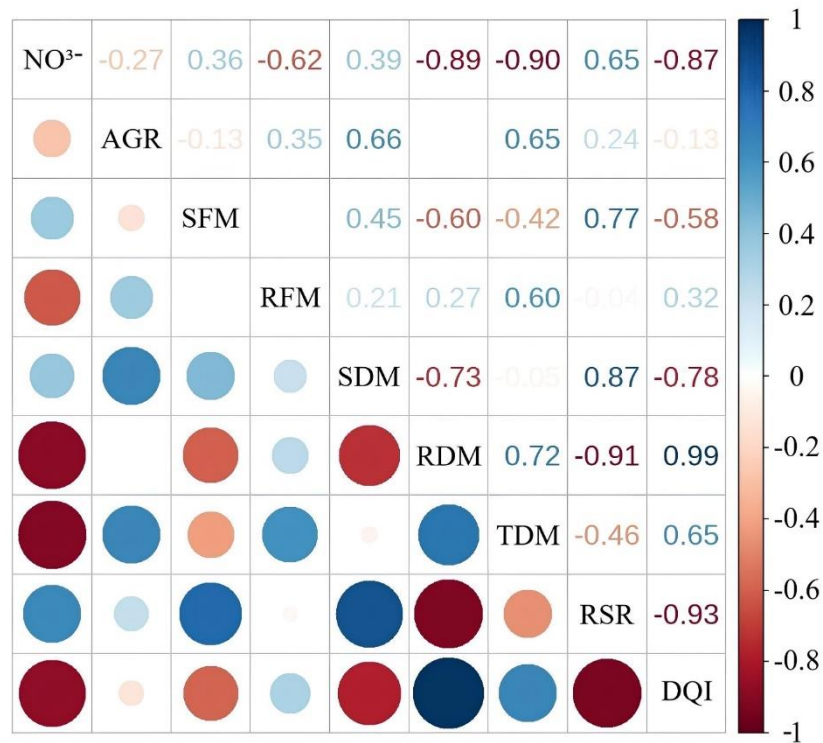 NO³⁻ -0.27 0.36 -0.62 0.39 -0.89 -0.90 0.65 -0.87
AGR -0.13 0.35 0.66 0.65 0.24 -0.13
SFM 0.45 -0.60 -0.42 0.77 -0.58
RFM 0.21 0.27 0.60 -0.04 0.32
SDM -0.73 -0.05 0.87 -0.78
RDM 0.72 -0.91 0.99
TDM -0.46 0.65
RSR -0.93
DQI
1
0.8
0.6
0.4
0.2
0
-0.2
-0.4
-0.6
-0.8
-1